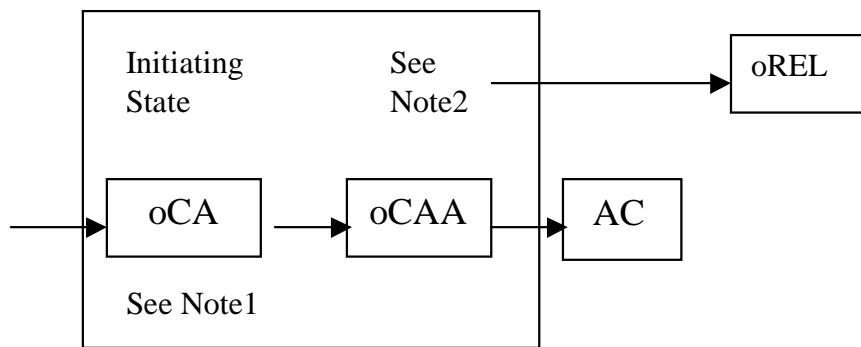 Initiating
State
See
Note2
oREL
oCA
oCAA
AC
See Note1